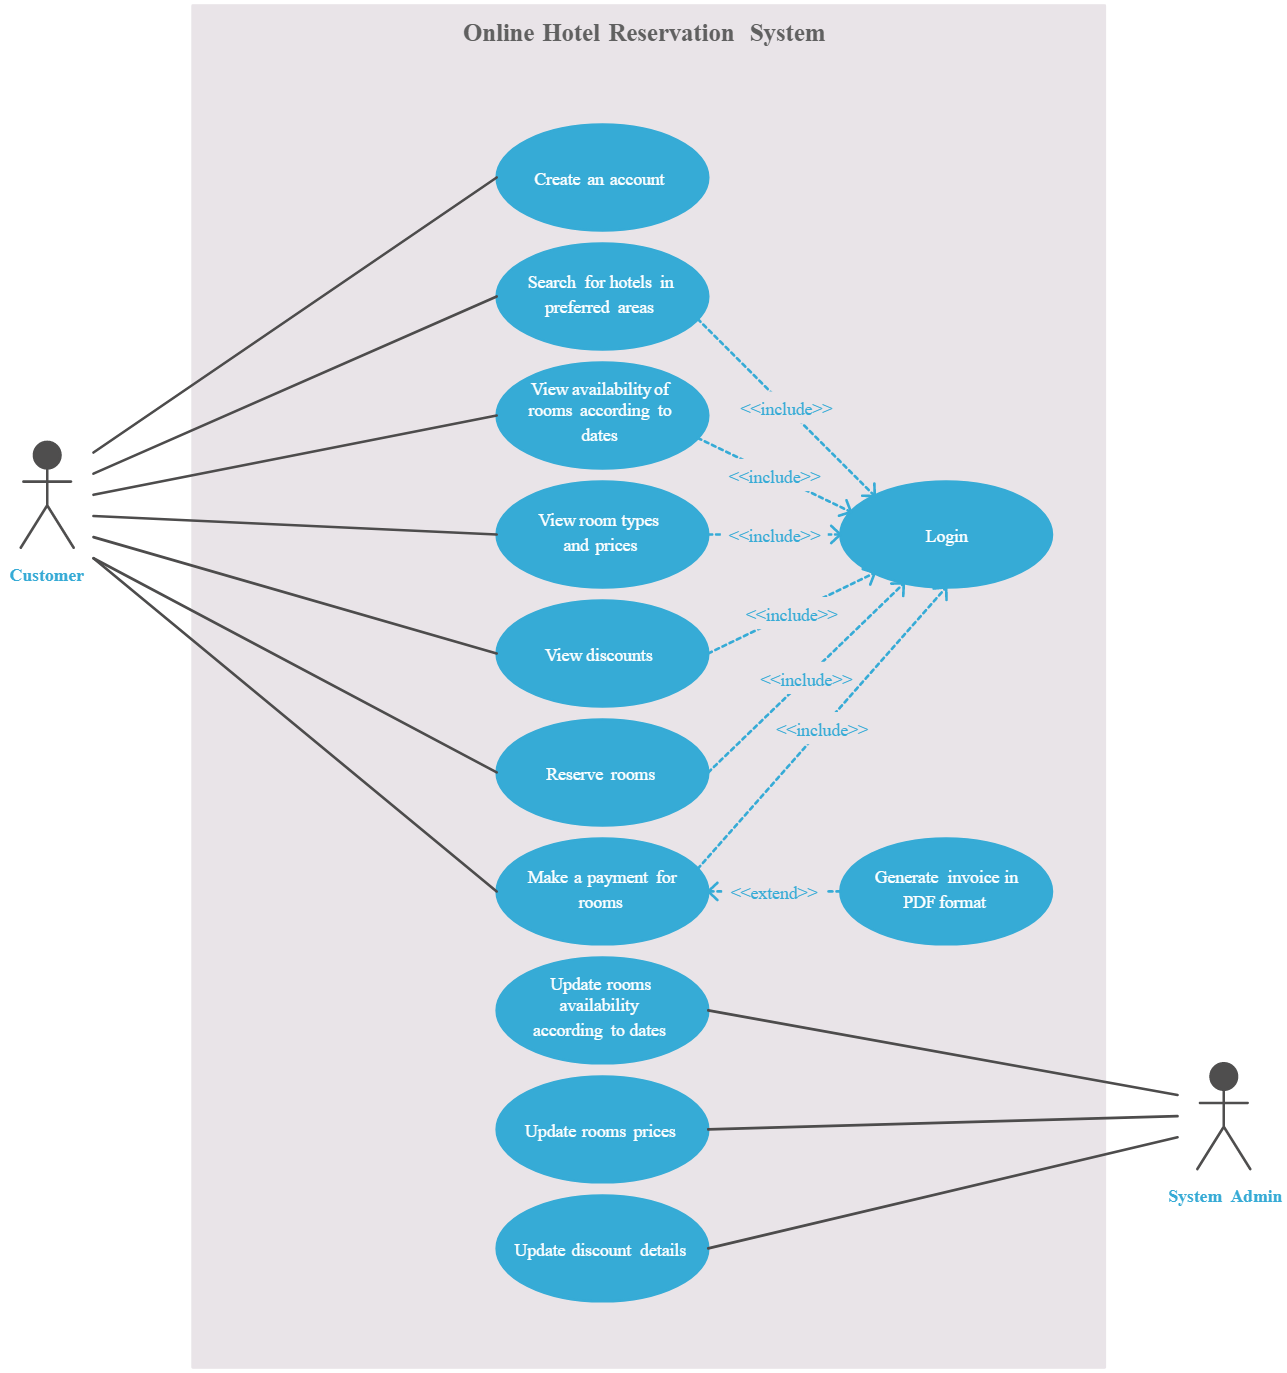 Online Hotel Reservation System
Create an account
Search for hotels in
preferred areas
View availability of
rooms according to
dates
<<include>>
<<include>>
View room types
and prices
<<include>>
Login
Customer
<<include>>
View discounts
<<include>>
<<include>>
Reserve rooms
Make a payment for
rooms
<<extend>>
Generate invoice in
PDF format
Update rooms
availability
according to dates
Update rooms prices
System Admin
Update discount details